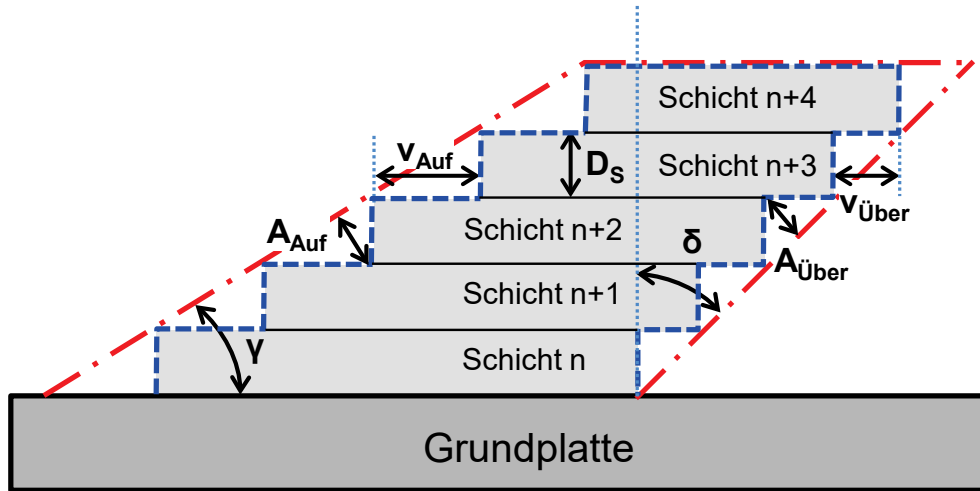 Schicht n+4
v_Auf
D_S
Schicht n+3
v_Über
A_Auf
Schicht n+2
δ
A_Über
Schicht n+1
γ
Schicht n
Grundplatte